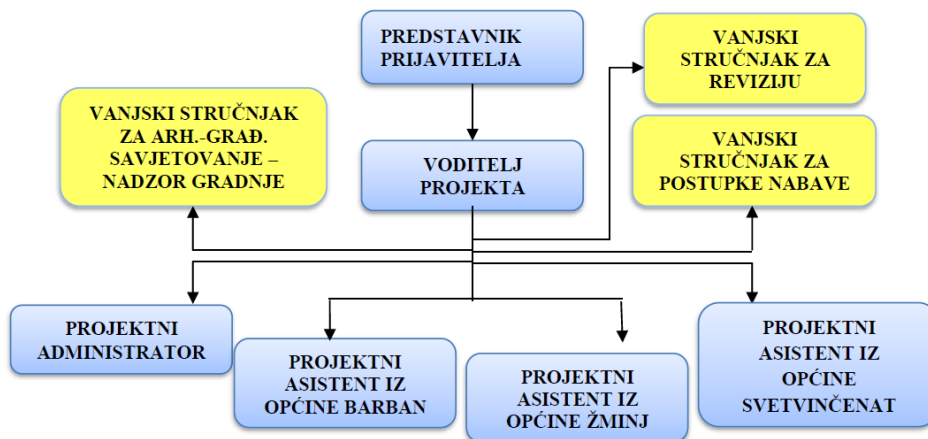 PREDSTAVNIK
PRIJAVITELJA
VANJSKI
STRUČNJAK ZA
REVIZIJU
VANJSKI STRUČNJAK
ZA ARH.-GRAĐ.
SAVJETOVANJE –
NADZOR GRADNJE
VODITELJ
PROJEKTA
VANJSKI
STRUČNJAK ZA
POSTUPKE NABAVE
PROJEKTNI
ADMINISTRATOR
PROJEKTNI
ASISTENT IZ
OPĆINE BARBAN
PROJEKTNI
ASISTENT IZ
OPĆINE ŽMINJ
PROJEKTNI
ASISTENT IZ
OPĆINE
SVETVINČENAT